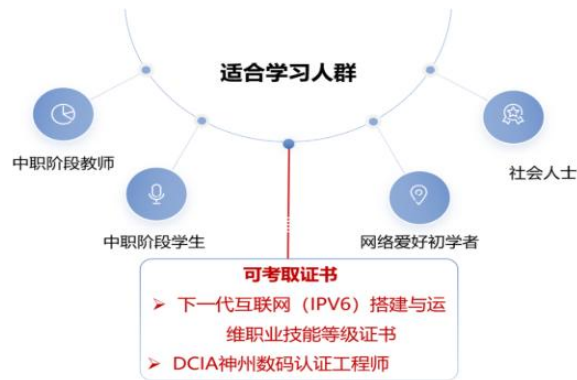 适合学习人群
中职阶段教师
社会人士
中职阶段学生
网络爱好初学者
可考取证书
➢ 下一代互联网（IPV6）搭建与运
维职业技能等级证书
➢ DCIA神州数码认证工程师